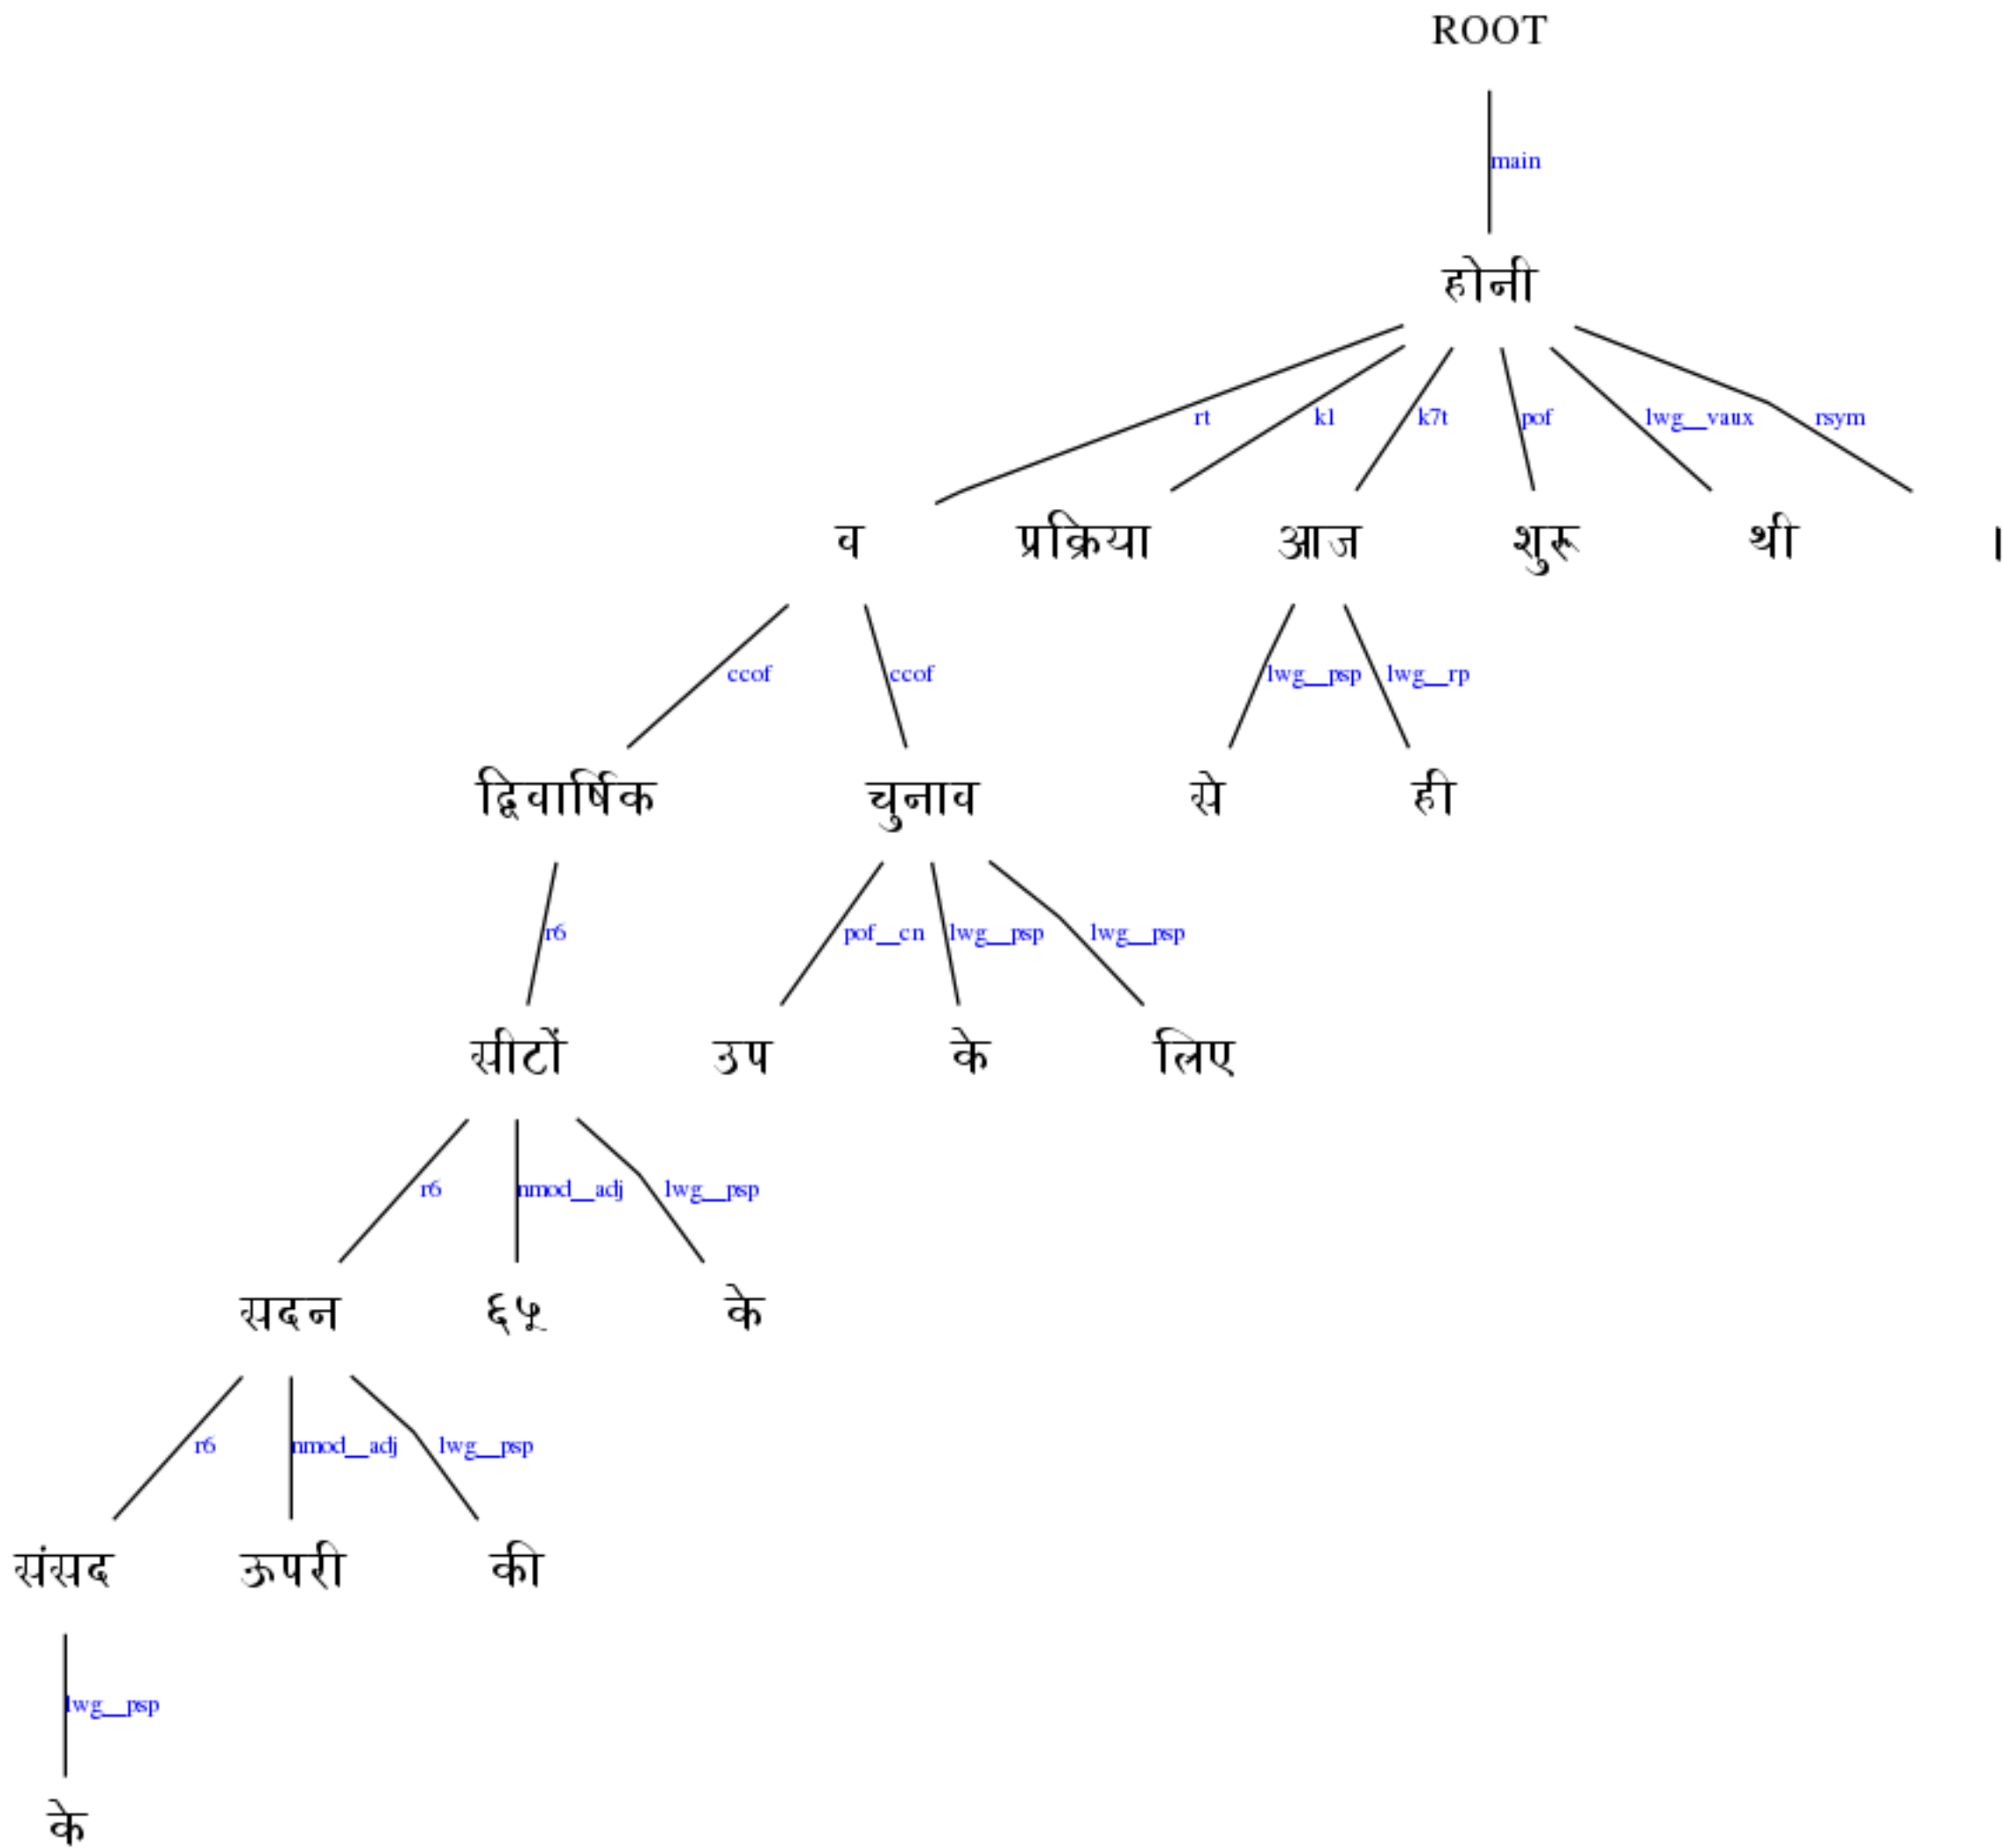 ROOT
main
होनी
rt k1 k7t pof lwg__vaux rsym
व प्रक्रिया आज शुरू थी ।
ccof ccof lwg__psp lwg__rp
द्विवार्षिक चुनाव से ही
r6 pof__cn lwg__psp lwg__psp
सीटों उप के लिए
r6 nmod__adj lwg__psp
सदन ६५ के
r6 nmod__adj lwg__psp
संसद ऊपरी की
lwg__psp
के